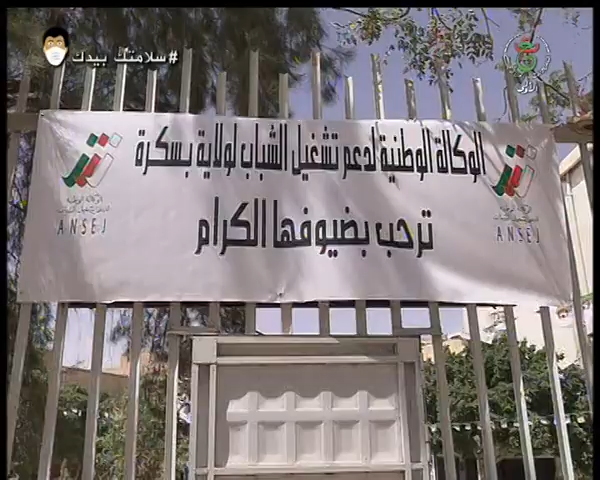 #سلامتك بيدك
الوكالة الوطنية لدعم تشغيل الشباب لولاية بسكرة
ترحب بضيوفها الكرام
ANSEJ
ANSEJ